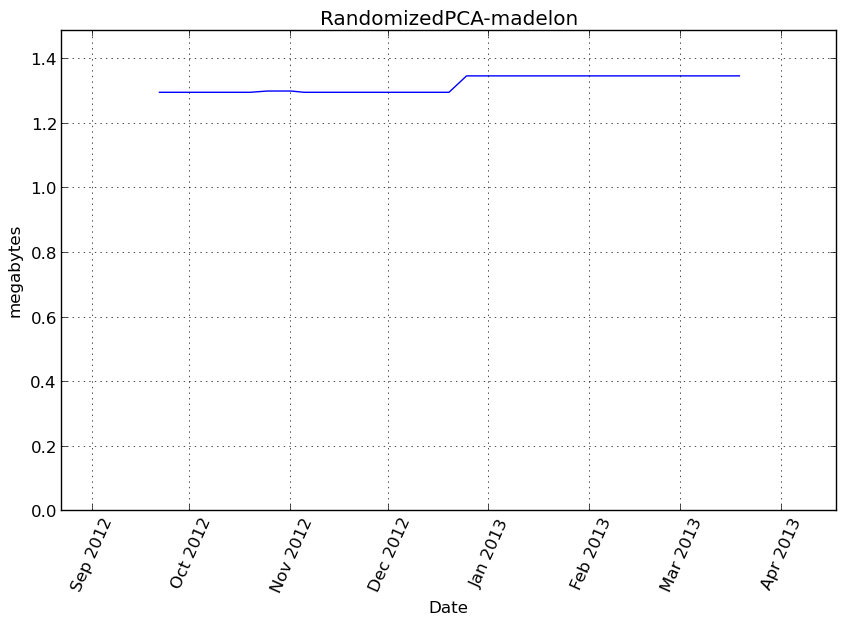 RandomizedPCA-madelon
1.4
1.2
1.0
0.8
0.6
0.4
0.2
0.0
megabytes
Sep 2012
Oct 2012
Nov 2012
Dec 2012
Jan 2013
Feb 2013
Mar 2013
Apr 2013
Date